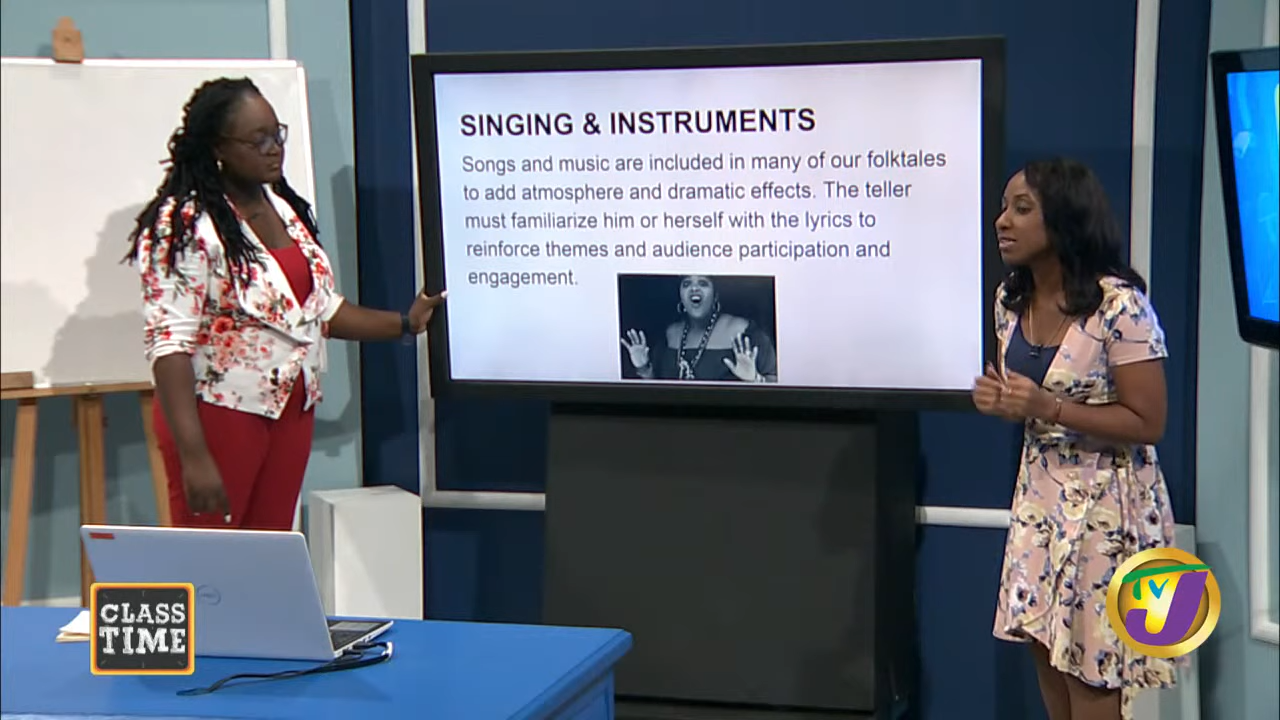 SINGING & INSTRUMENTS
Songs and music are included in many of our folktales
to add atmosphere and dramatic effects. The teller
must familiarize him or herself with the lyrics to
reinforce themes and audience participation and
engagement.
CLASS
TIME
TVJ